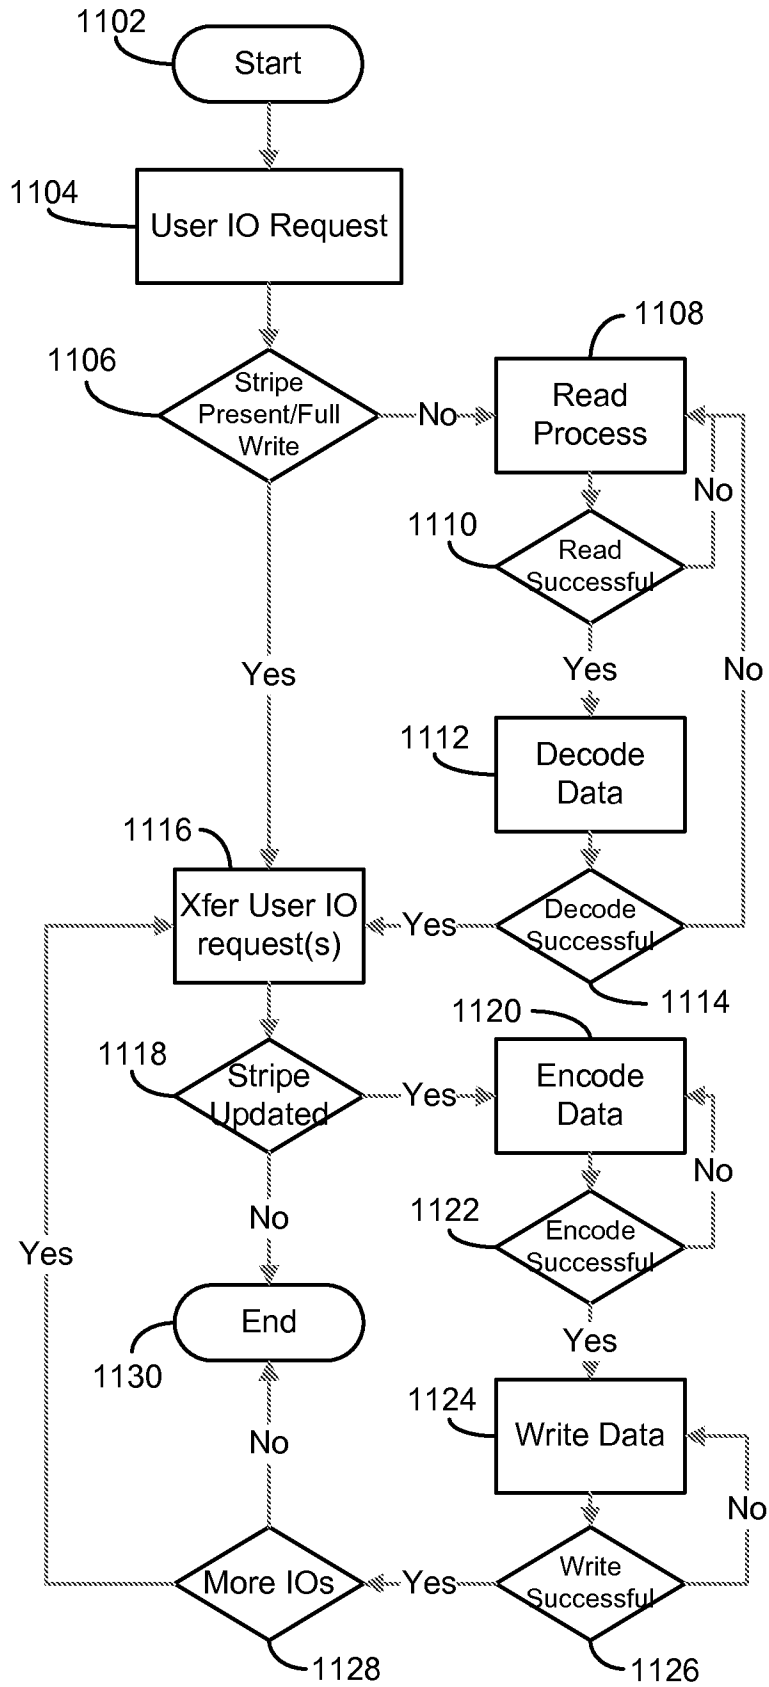 1102
Start
1104
User IO Request
1106
Stripe
Present/Full
Write
No
1108
Read
Process
No
1110
Read
Successful
Yes
Yes
No
1112
Decode
Data
1116
Xfer User IO
request(s)
Yes
Decode
Successful
1114
1118
Stripe
Updated
Yes
1120
Encode
Data
No
1122
Encode
Successful
No
Yes
End
1130
Yes
1124
Write Data
No
No
More IOs
1128
Yes
Write
Successful
1126